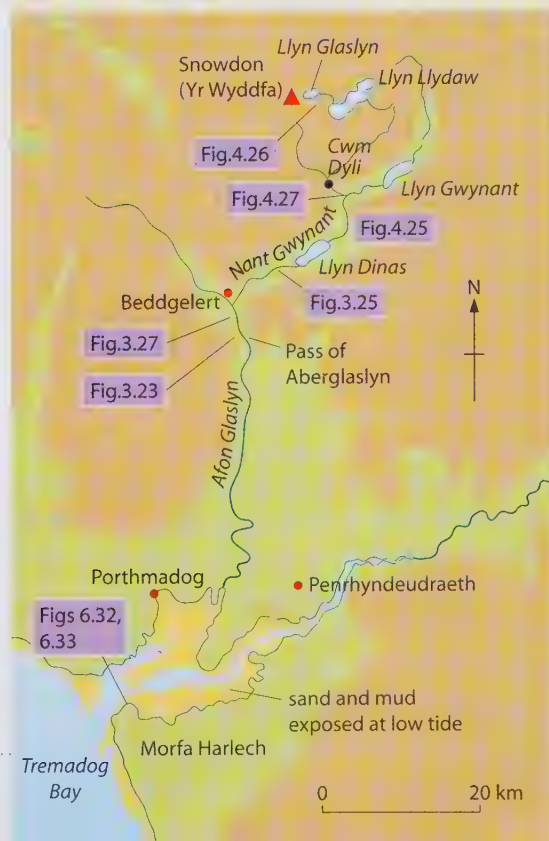 Llyn Glaslyn
Snowdon
(Yr Wyddfa)
Llyn Llydaw
Fig.4.26
Cwm
Dyli
Fig.4.27
Llyn Gwynant
Fig.4.25
Nant Gwynant
Llyn Dinas
Beddgelert
Fig.3.25
N
Fig.3.27
Pass of
Aberglaslyn
Fig.3.23
Afon Glaslyn
Porthmadog
Penrhyndeudraeth
Figs 6.32,
6.33
sand and mud
exposed at low tide
Morfa Harlech
Tremadog
Bay
0 20 km